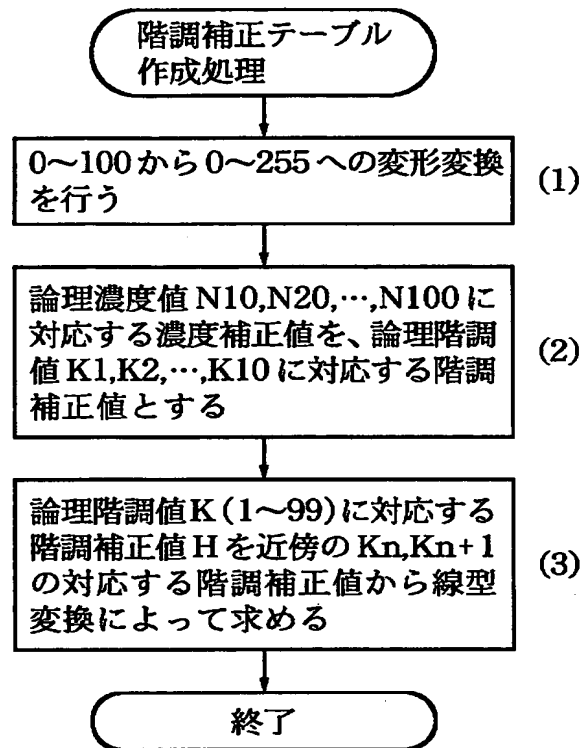 階調補正テーブル
作成処理
0〜100から0〜255への変形変換
を行う
(1)
論理濃度値N10,N20,…,N100に
対応する濃度補正値を、論理階調
値K1,K2,…,K10に対応する階調
補正値とする
(2)
論理階調値K(1〜99)に対応する
階調補正値Hを近傍のKn,Kn+1
の対応する階調補正値から線型
変換によって求める
(3)
終了